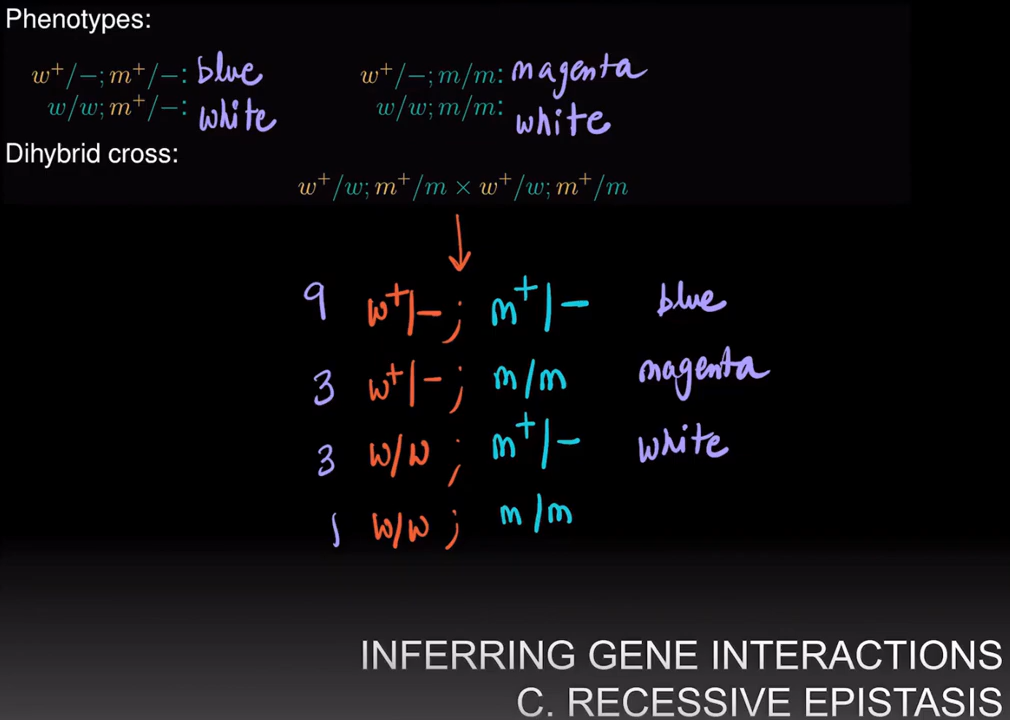 Phenotypes:
w⁺/−; m⁺/−: blue w⁺/−; m/m: magenta
w/w; m⁺/−: white w/w; m/m: white
Dihybrid cross:
w⁺/w; m⁺/m × w⁺/w; m⁺/m
9 w⁺/−; m⁺/− blue
3 w⁺/−; m/m magenta
3 w/w; m⁺/− white
1 w/w; m/m
INFERRING GENE INTERACTIONS
C. RECESSIVE EPISTASIS